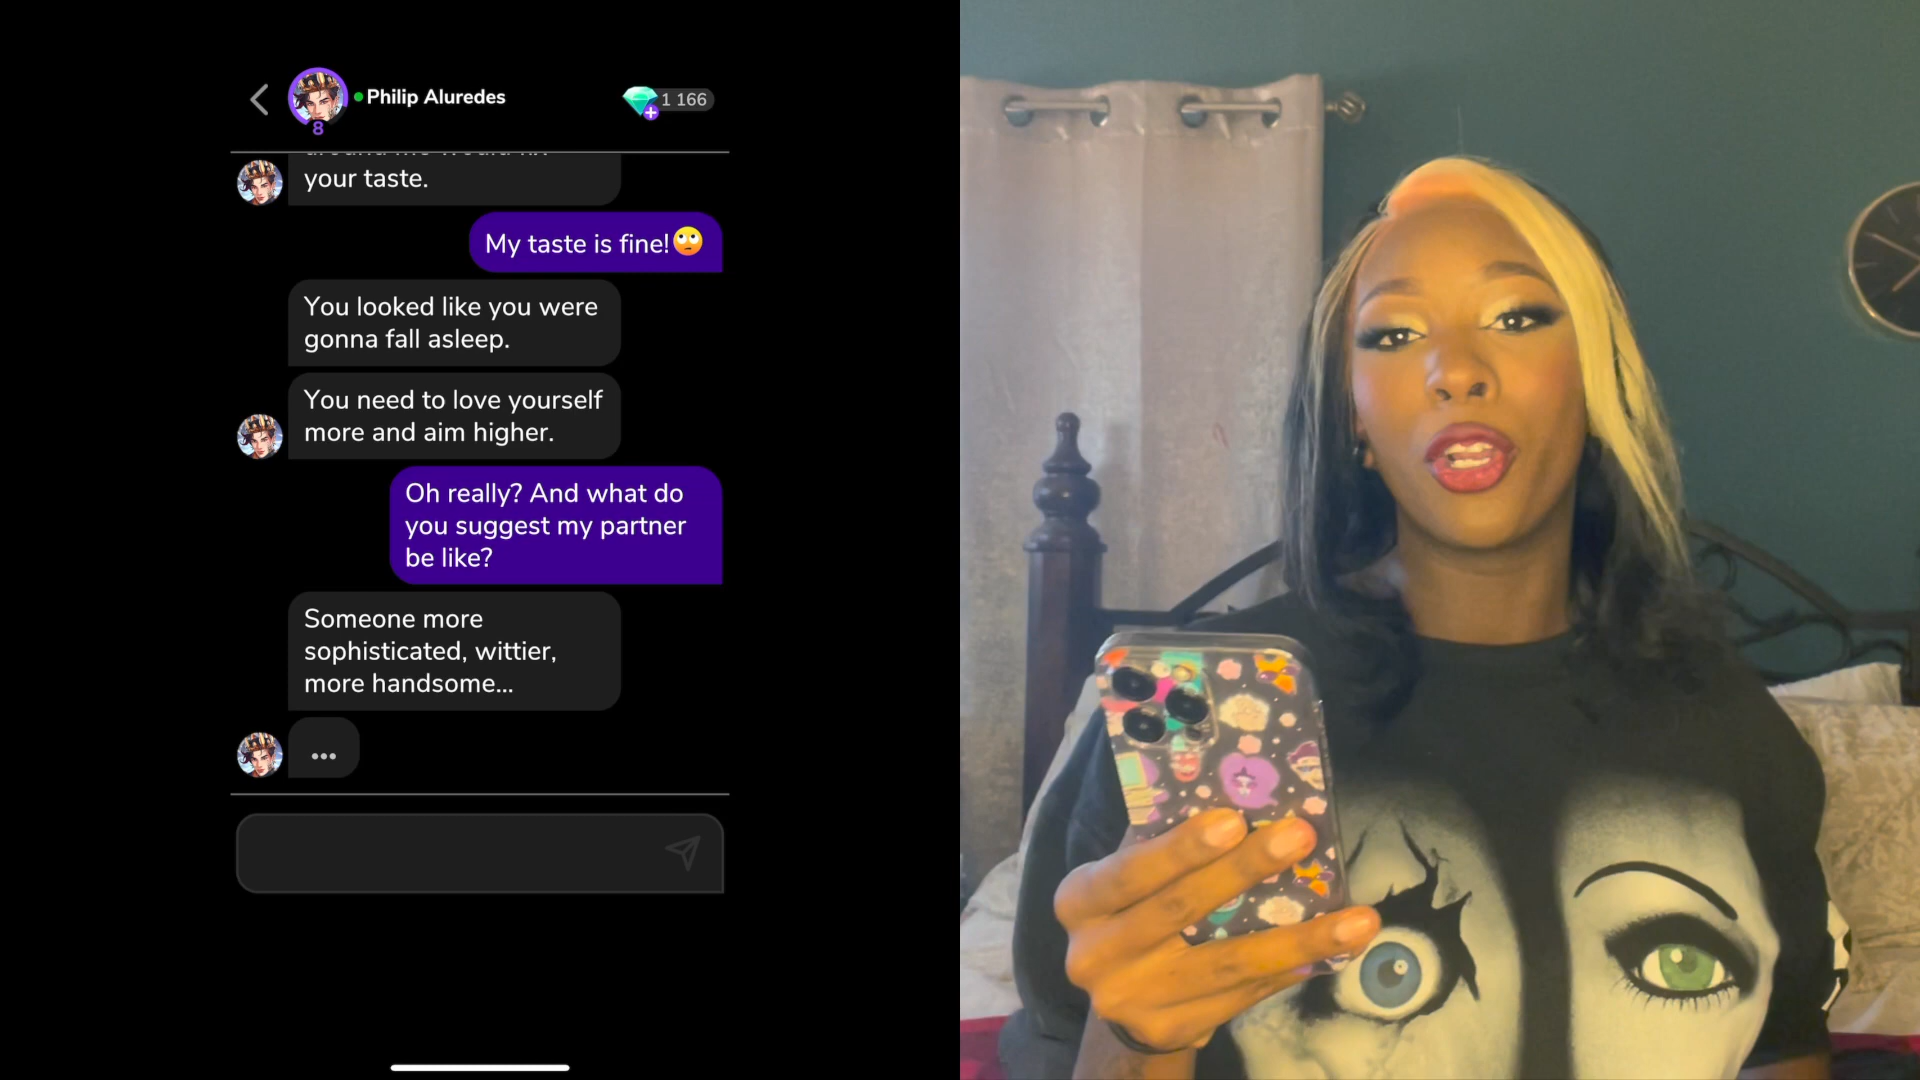 Philip Aluredes
1 166
8
your taste.
My taste is fine!🙄
You looked like you were
gonna fall asleep.
You need to love yourself
more and aim higher.
Oh really? And what do
you suggest my partner
be like?
Someone more
sophisticated, wittier,
more handsome...
...